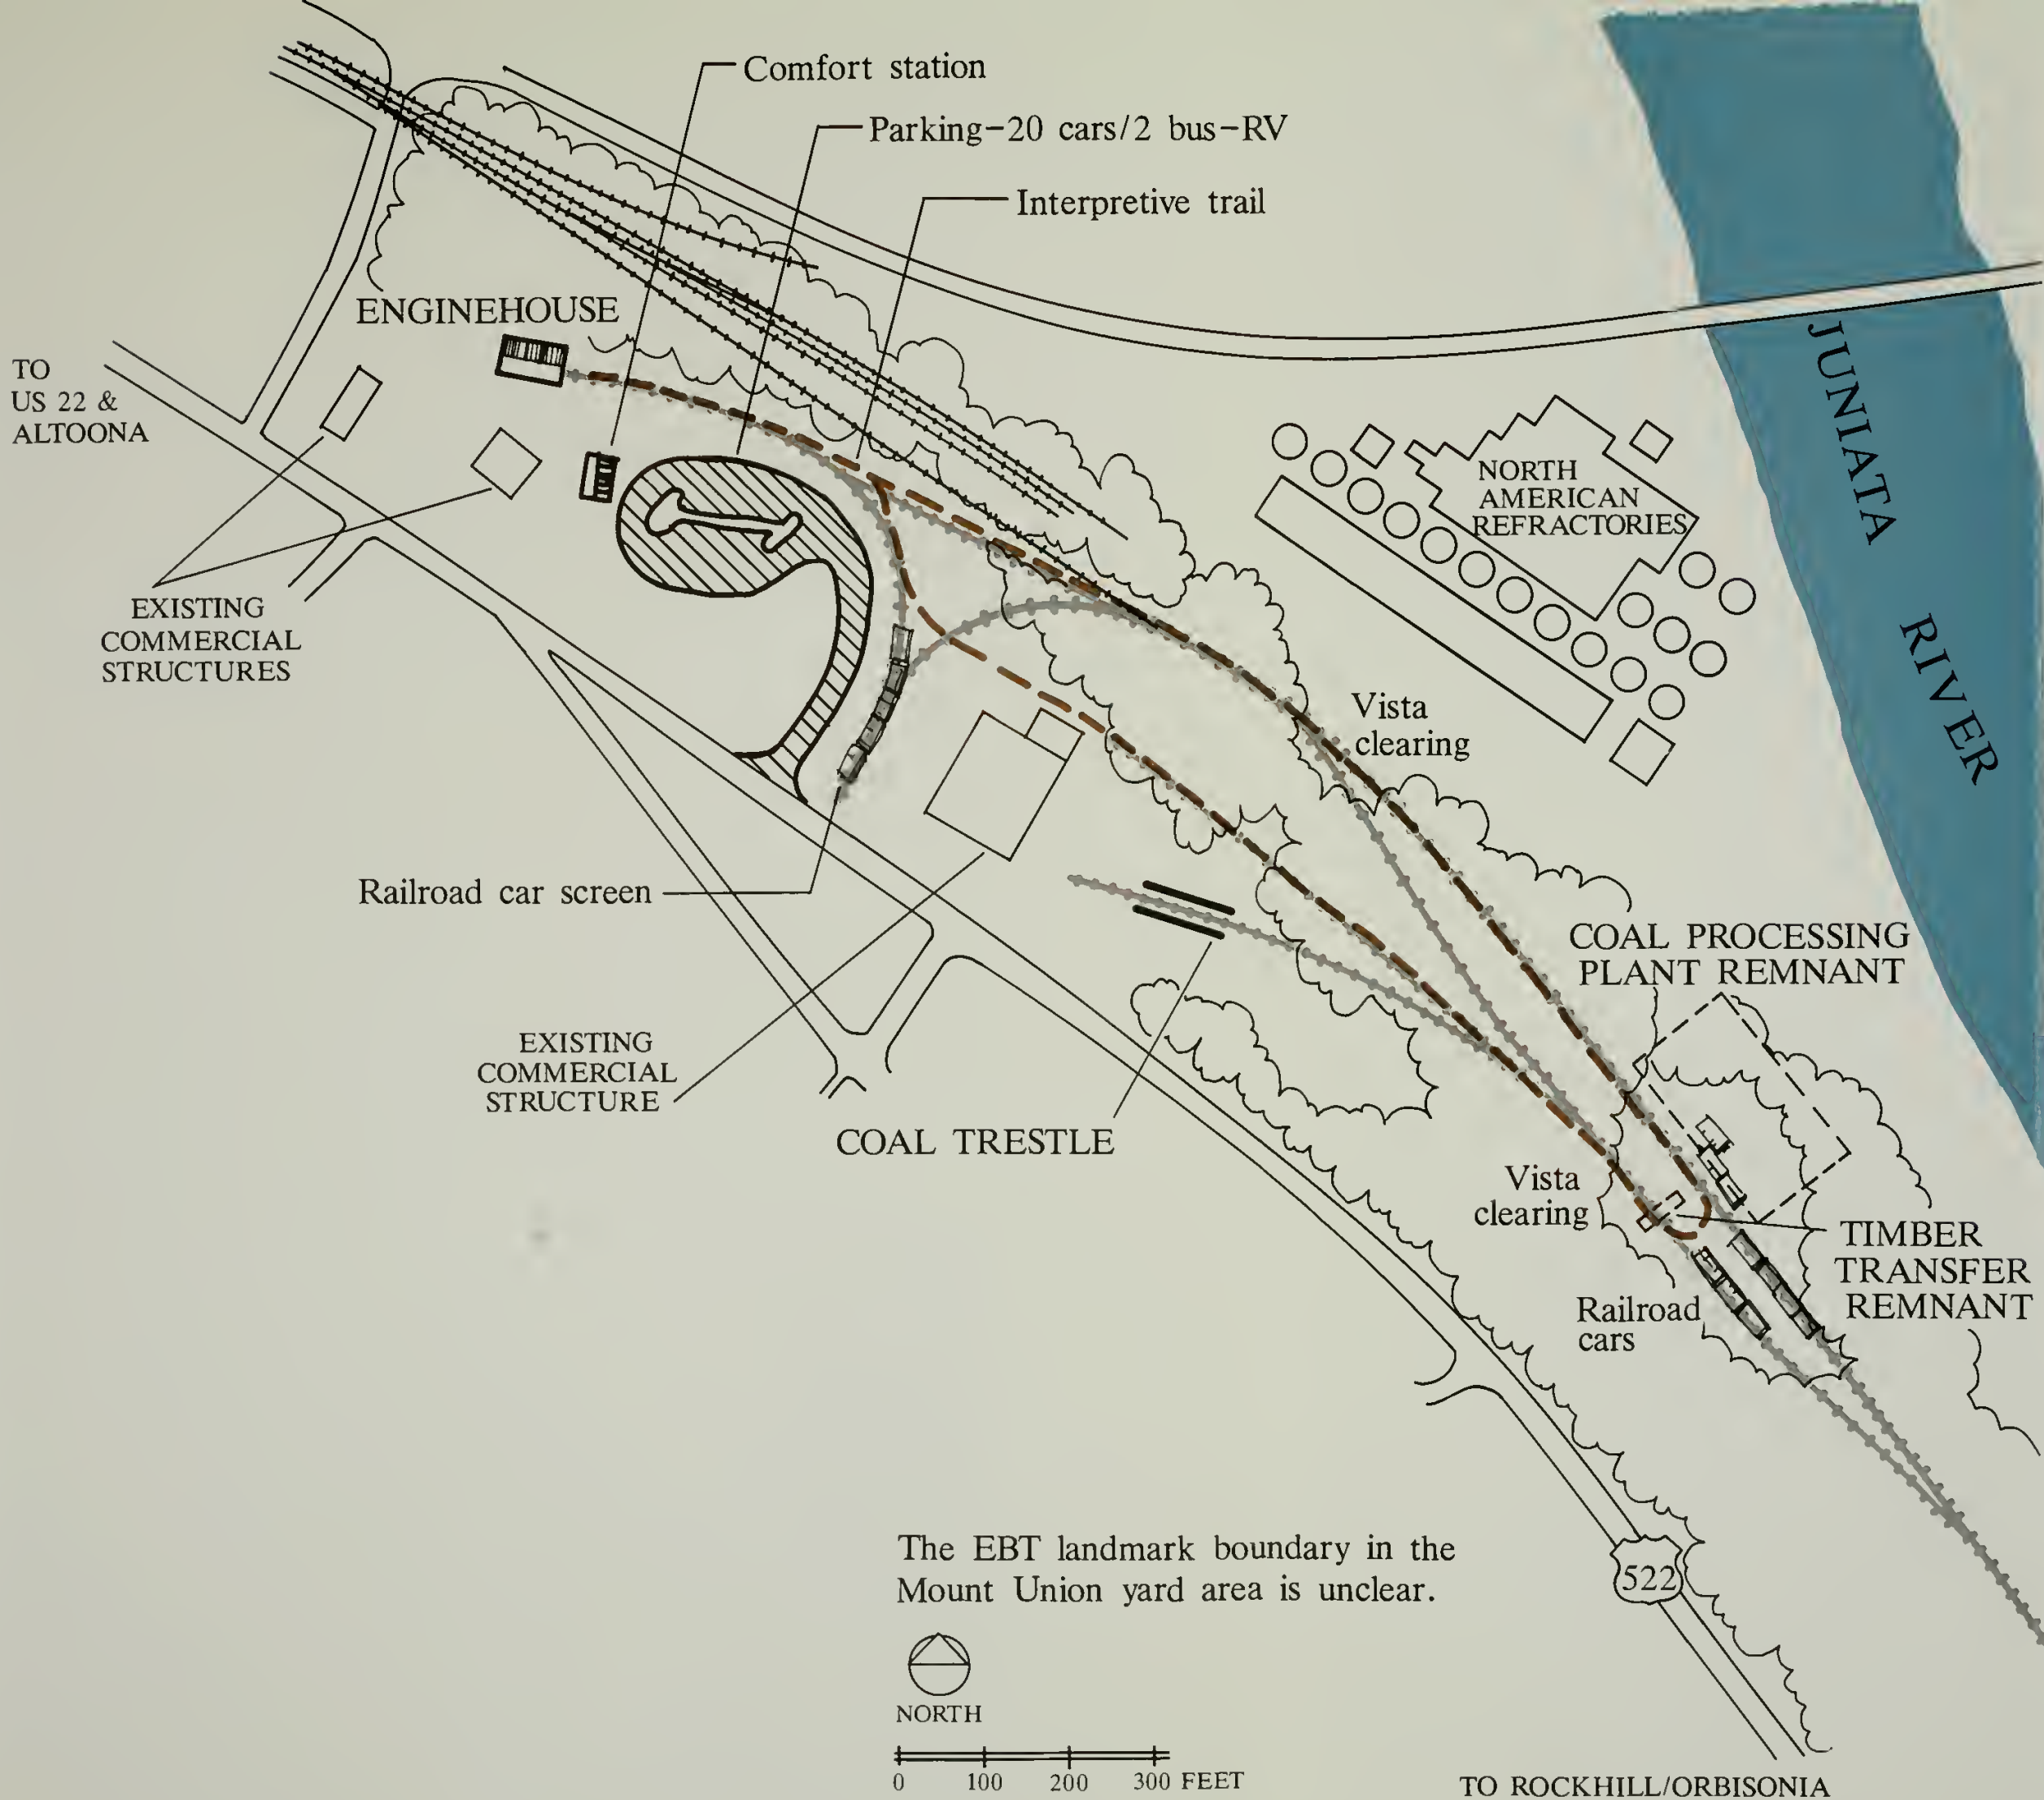 Comfort station
Parking-20 cars/2 bus-RV
Interpretive trail
ENGINEHOUSE
TO
US 22 &
ALTOONA
JUNIATA
RIVER
NORTH
AMERICAN
REFRACTORIES
EXISTING
COMMERCIAL
STRUCTURES
Vista
clearing
Railroad car screen
COAL PROCESSING
PLANT REMNANT
EXISTING
COMMERCIAL
STRUCTURE
COAL TRESTLE
Vista
clearing
TIMBER
TRANSFER
REMNANT
Railroad
cars
The EBT landmark boundary in the
Mount Union yard area is unclear.
522
NORTH
0 100 200 300 FEET
TO ROCKHILL/ORBISONIA